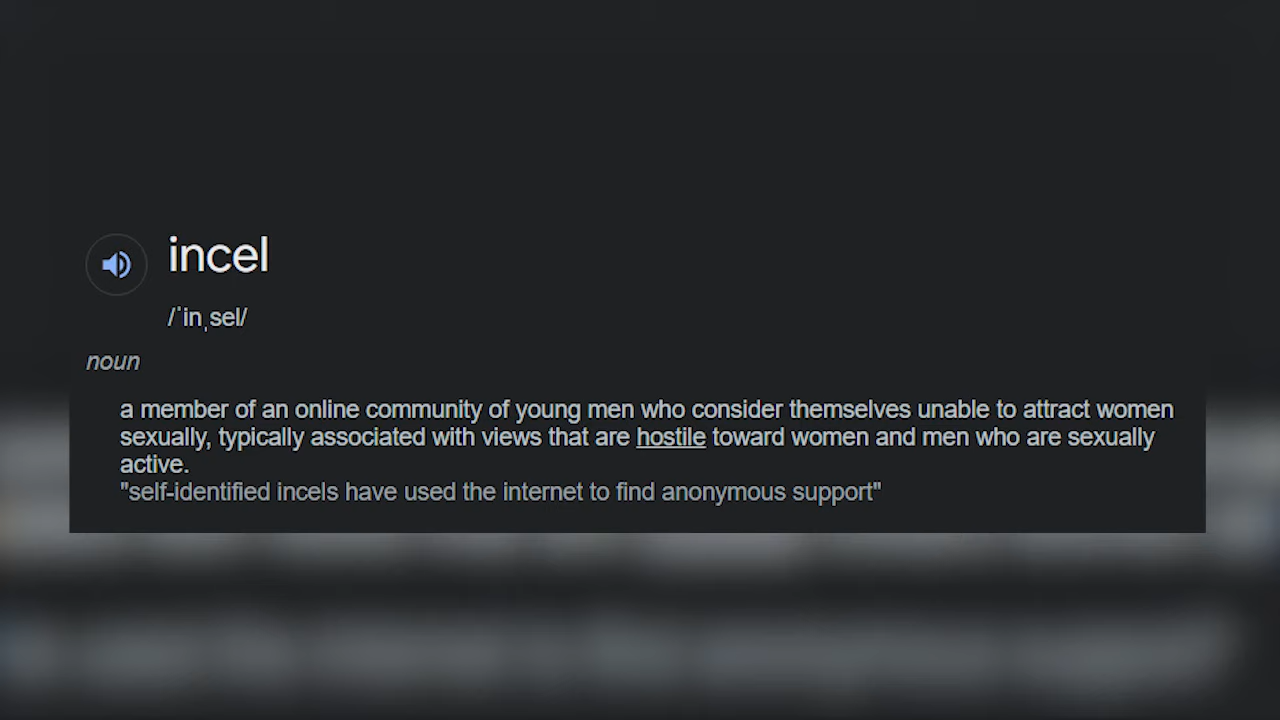 incel
/ˈinˌsel/
noun
a member of an online community of young men who consider themselves unable to attract women
sexually, typically associated with views that are hostile toward women and men who are sexually
active.
"self-identified incels have used the internet to find anonymous support"